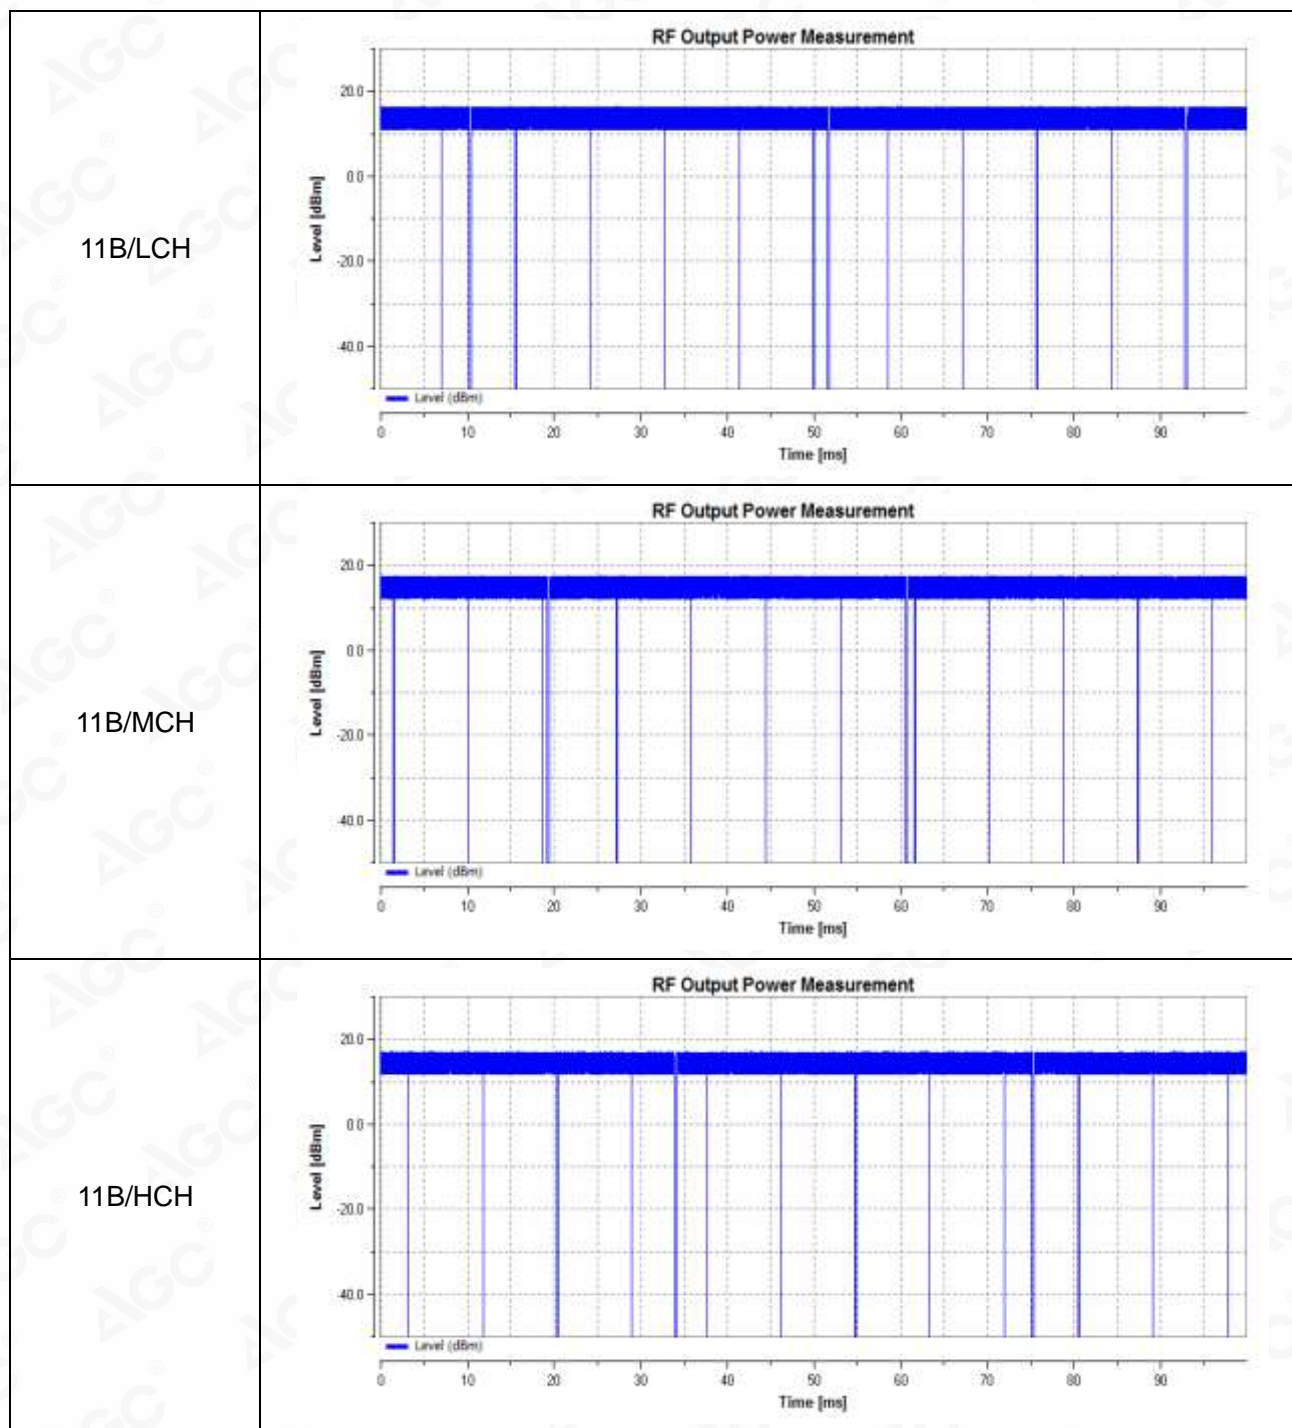 RF Output Power Measurement
20.0
0.0
-20.0
-40.0
Level [dBm]
11B/LCH
Level (dBm)
0 10 20 30 40 50 60 70 80 90
Time [ms]
RF Output Power Measurement
20.0
0.0
-20.0
-40.0
Level [dBm]
11B/MCH
Level (dBm)
0 10 20 30 40 50 60 70 80 90
Time [ms]
RF Output Power Measurement
20.0
0.0
-20.0
-40.0
Level [dBm]
11B/HCH
Level (dBm)
0 10 20 30 40 50 60 70 80 90
Time [ms]
AGC